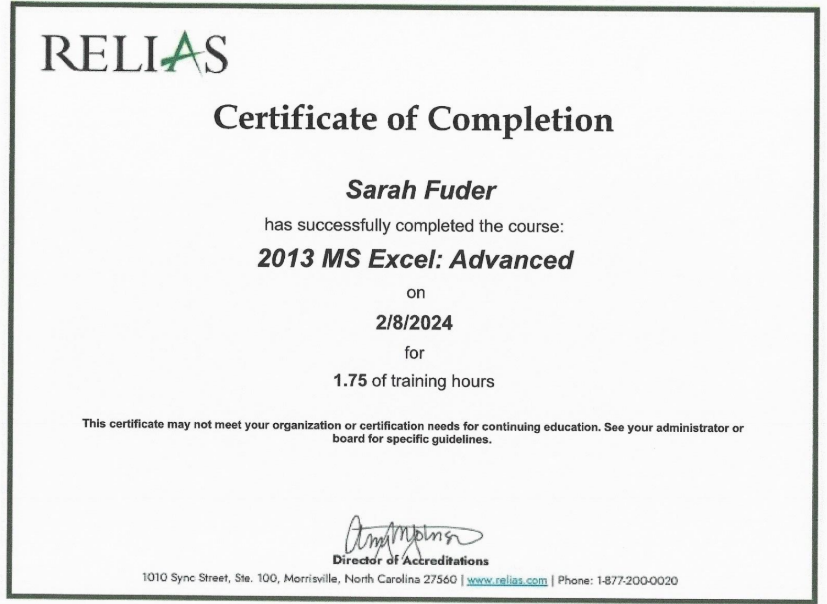 RELIAS
Certificate of Completion
Sarah Fuder
has successfully completed the course:
2013 MS Excel: Advanced
on
2/8/2024
for
1.75 of training hours
This certificate may not meet your organization or certification needs for continuing education. See your administrator or
board for specific guidelines.
Director of Accreditations
1010 Sync Street, Ste. 100, Morrisville, North Carolina 27560 | www.relias.com | Phone: 1-877-200-0020